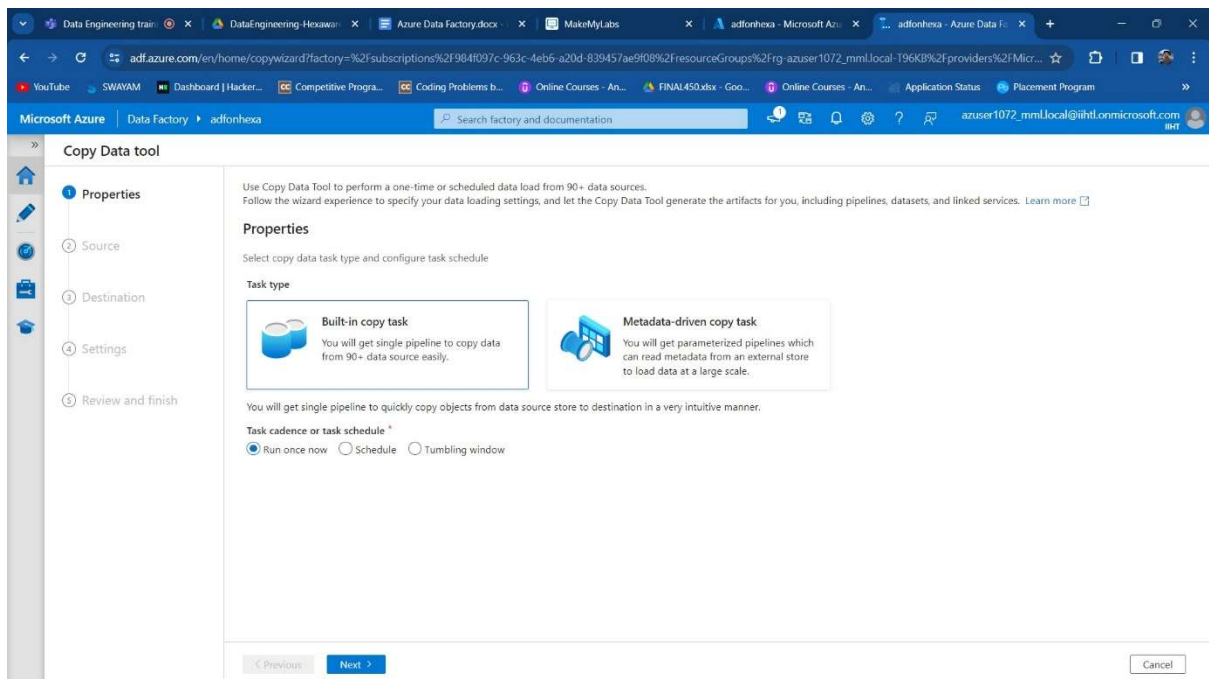 Data Engineering traini
DataEngineering-Hexawar
Azure Data Factory.docx -
MakeMyLabs
adfonhexa - Microsoft Azu
adfonhexa - Azure Data Fa
adf.azure.com/en/home/copywizard?factory=%2Fsubscriptions%2F984f097c-963c-4eb6-a20d-839457ae9f08%2FresourceGroups%2Frg-azuser1072_mml.local-T96KB%2Fproviders%2FMicr...
YouTube
SWAYAM
Dashboard | Hacker...
Competitive Progra...
Coding Problems b...
Online Courses - An...
FINAL450.xlsx - Goo...
Online Courses - An...
Application Status
Placement Program
Microsoft Azure
Data Factory
adfonhexa
Search factory and documentation
1
azuser1072_mml.local@iihtl.onmicrosoft.com
IIHT
Copy Data tool
1 Properties
2 Source
3 Destination
4 Settings
5 Review and finish
Use Copy Data Tool to perform a one-time or scheduled data load from 90+ data sources.
Follow the wizard experience to specify your data loading settings, and let the Copy Data Tool generate the artifacts for you, including pipelines, datasets, and linked services. Learn more
Properties
Select copy data task type and configure task schedule
Task type
Built-in copy task
You will get single pipeline to copy data
from 90+ data source easily.
Metadata-driven copy task
You will get parameterized pipelines which
can read metadata from an external store
to load data at a large scale.
You will get single pipeline to quickly copy objects from data source store to destination in a very intuitive manner.
Task cadence or task schedule *
Run once now
Schedule
Tumbling window
< Previous
Next >
Cancel